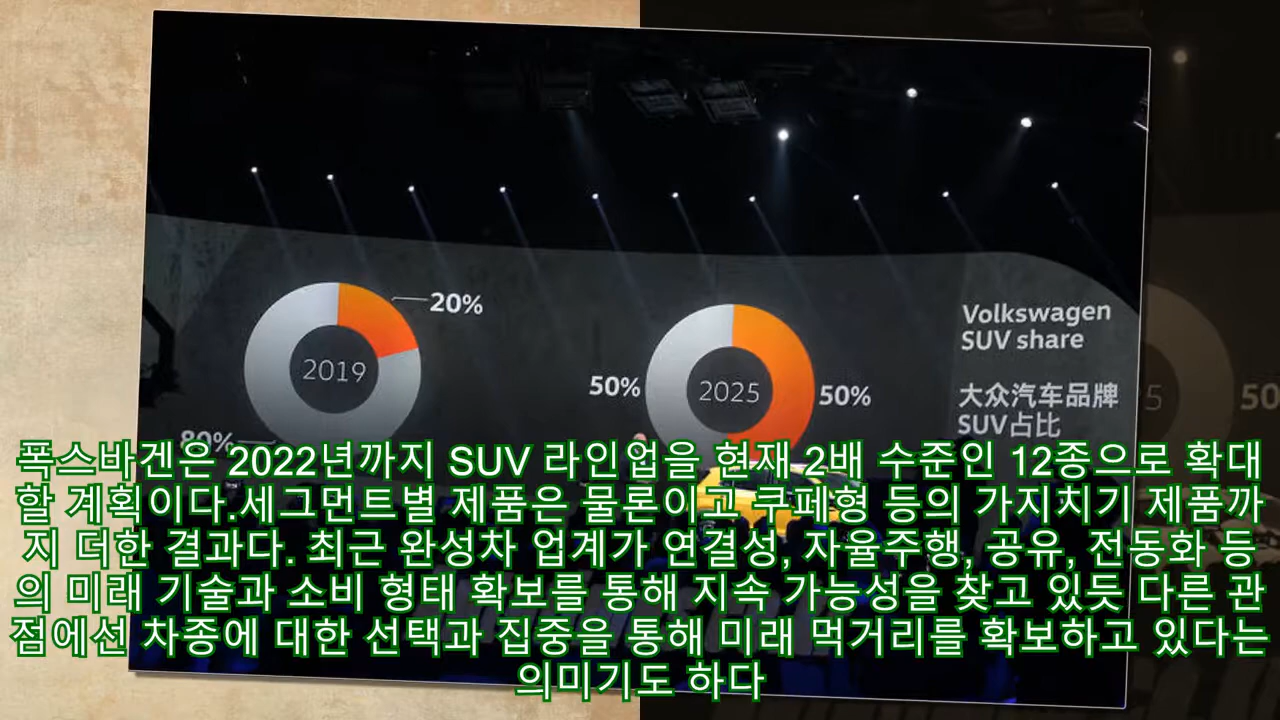 20%
2019
80%
50%
2025
50%
Volkswagen
SUV share
大众汽车品牌
SUV占比
5
50
폭스바겐은 2022년까지 SUV 라인업을 현재 2배 수준인 12종으로 확대
할 계획이다.세그먼트별 제품은 물론이고 쿠페형 등의 가지치기 제품까
지 더한 결과다. 최근 완성차 업계가 연결성, 자율주행, 공유, 전동화 등
의 미래 기술과 소비 형태 확보를 통해 지속 가능성을 찾고 있듯 다른 관
점에선 차종에 대한 선택과 집중을 통해 미래 먹거리를 확보하고 있다는
의미기도 하다